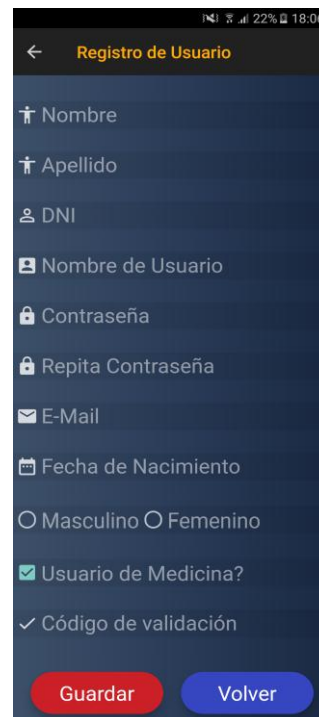 22% 18:06
Registro de Usuario
Nombre
Apellido
DNI
Nombre de Usuario
Contraseña
Repita Contraseña
E-Mail
Fecha de Nacimiento
Masculino Femenino
Usuario de Medicina?
Código de validación
Guardar Volver